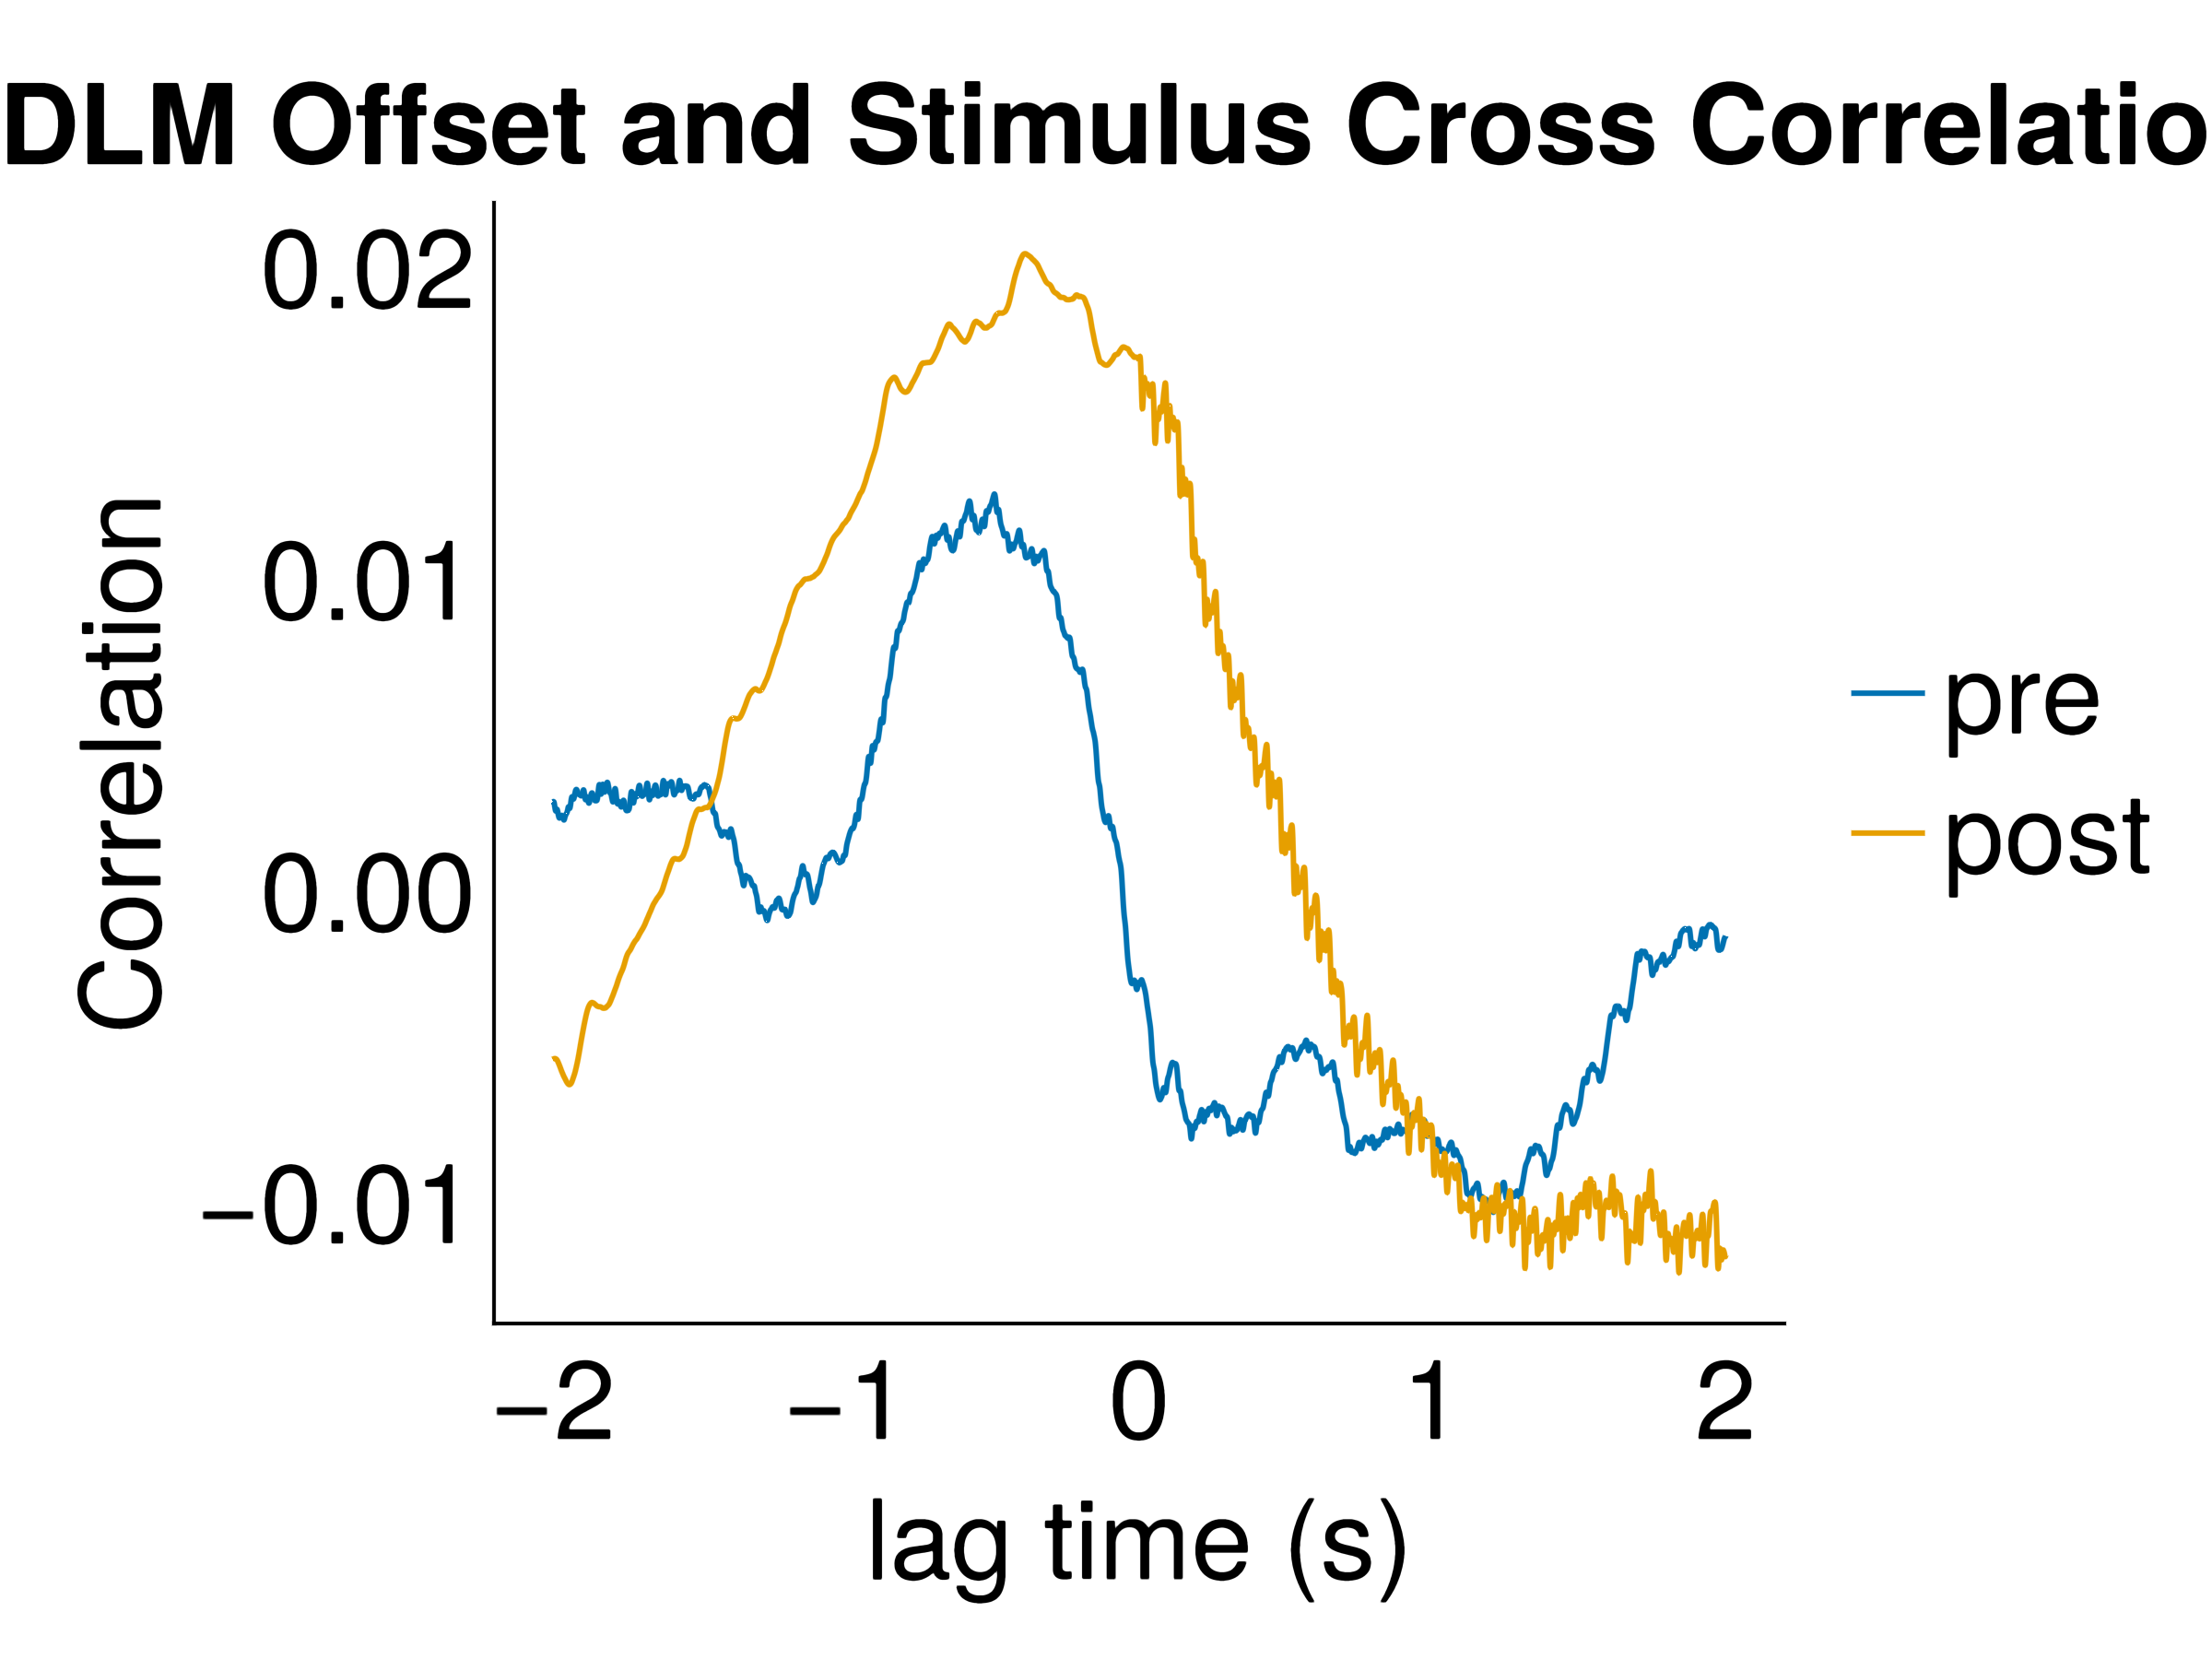 DLM Offset and Stimulus Cross Correlatio
0.02
0.01
0.00
−0.01
Correlation
−2 −1 0 1 2
lag time (s)
pre
post